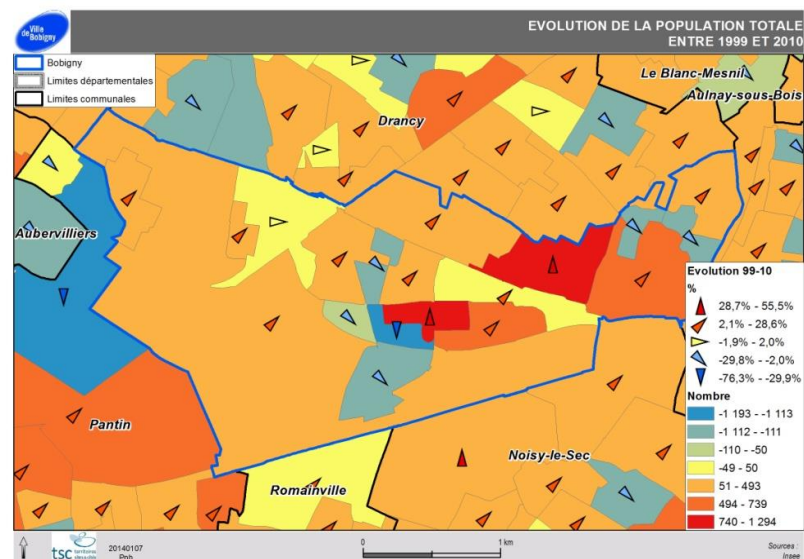 Ville
de Bobigny
EVOLUTION DE LA POPULATION TOTALE
ENTRE 1999 ET 2010
Bobigny
Limites départementales
Limites communales
Le Blanc-Mesnil
Aulnay-sous-Bois
Drancy
Aubervilliers
Pantin
Noisy-le-Sec
Romainville
Evolution 99-10
%
28,7% - 55,5%
2,1% - 28,6%
-1,9% - 2,0%
-29,8% - -2,0%
-76,3% - -29,9%
Nombre
-1 193 - -1 113
-1 112 - -111
-110 - -50
-49 - 50
51 - 493
494 - 739
740 - 1 294
tsc
20140107
0
1 km
Sources :
Insee